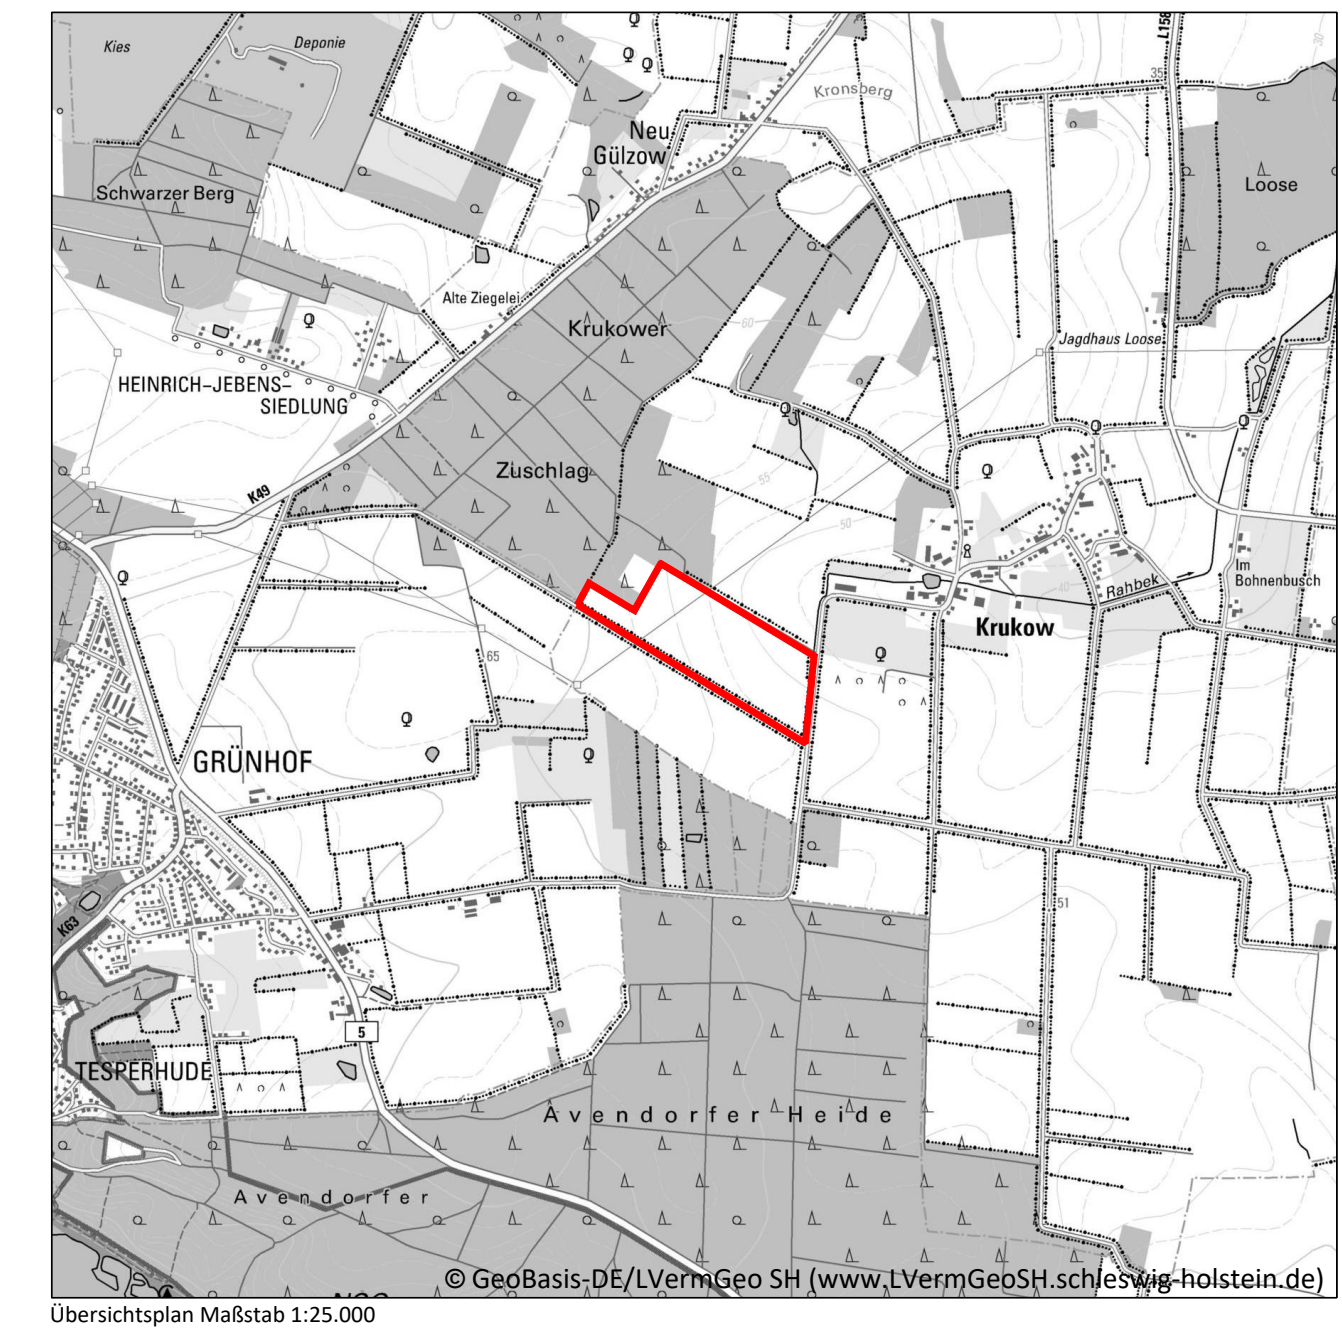 Kies
Deponie
L158
30
35
Kronsberg
Neu
Gülzow
Schwarzer Berg
Loose
Alte Ziegelei
60
Krukower
Jagdhaus Loose
HEINRICH-JEBENS-
SIEDLUNG
Zuschlag
55
K49
50
Im
Bohnenbusch
40
Rahbek
Krukow
65
GRÜNHOF
K63
51
5
TESPERHUDE
Avendorfer Heide
Avendorfer
© GeoBasis-DE/LVermGeo SH (www.LVermGeoSH.schleswig-holstein.de)
Übersichtsplan Maßstab 1:25.000